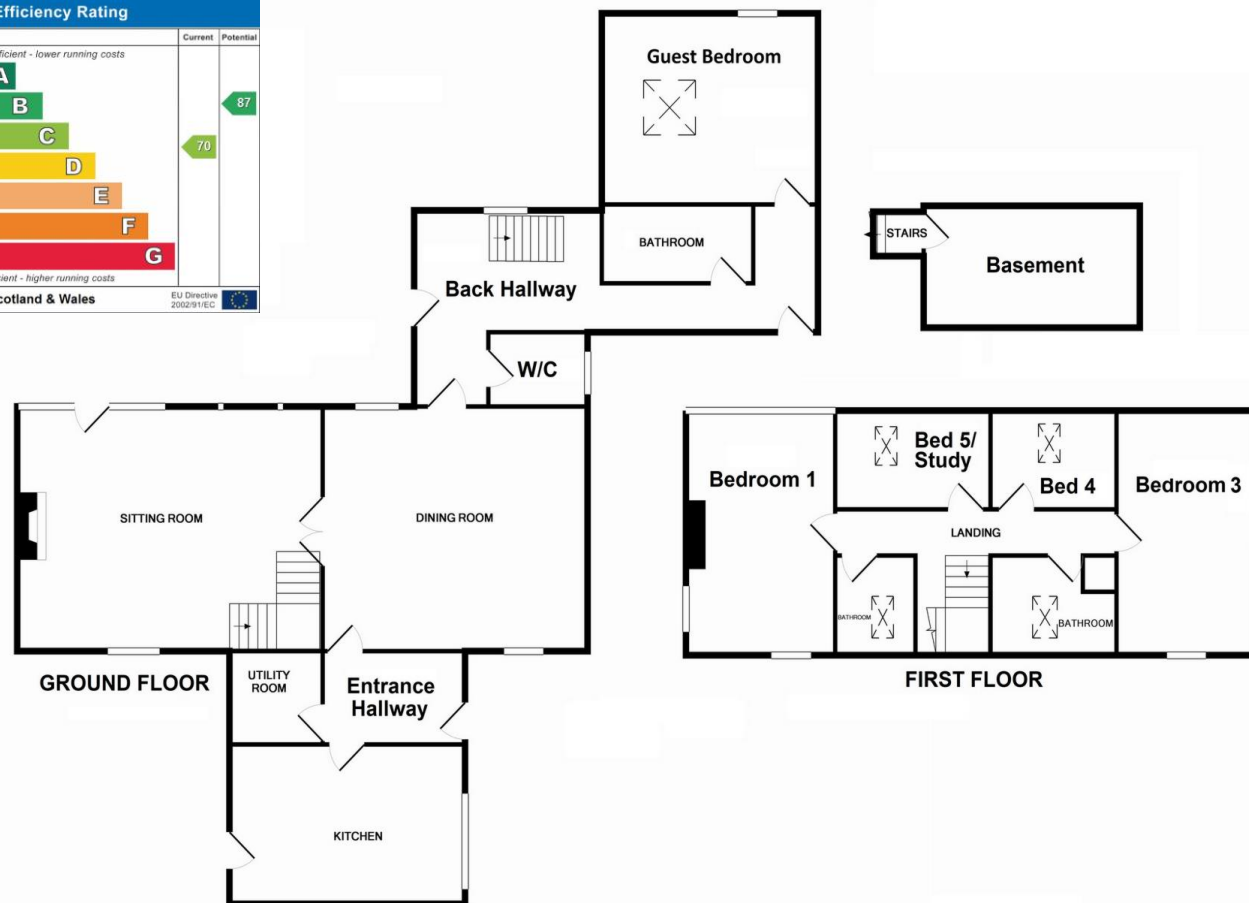 Efficiency Rating
Current Potential
ficient - lower running costs
A
B
87
C
70
D
E
F
G
cient - higher running costs
cotland & Wales
EU Directive
2002/91/EC
Guest Bedroom
BATHROOM
Back Hallway
W/C
STAIRS
Basement
SITTING ROOM
DINING ROOM
GROUND FLOOR
UTILITY
ROOM
Entrance
Hallway
KITCHEN
Bedroom 1
Bed 5/
Study
Bed 4
Bedroom 3
LANDING
BATHROOM
BATHROOM
FIRST FLOOR